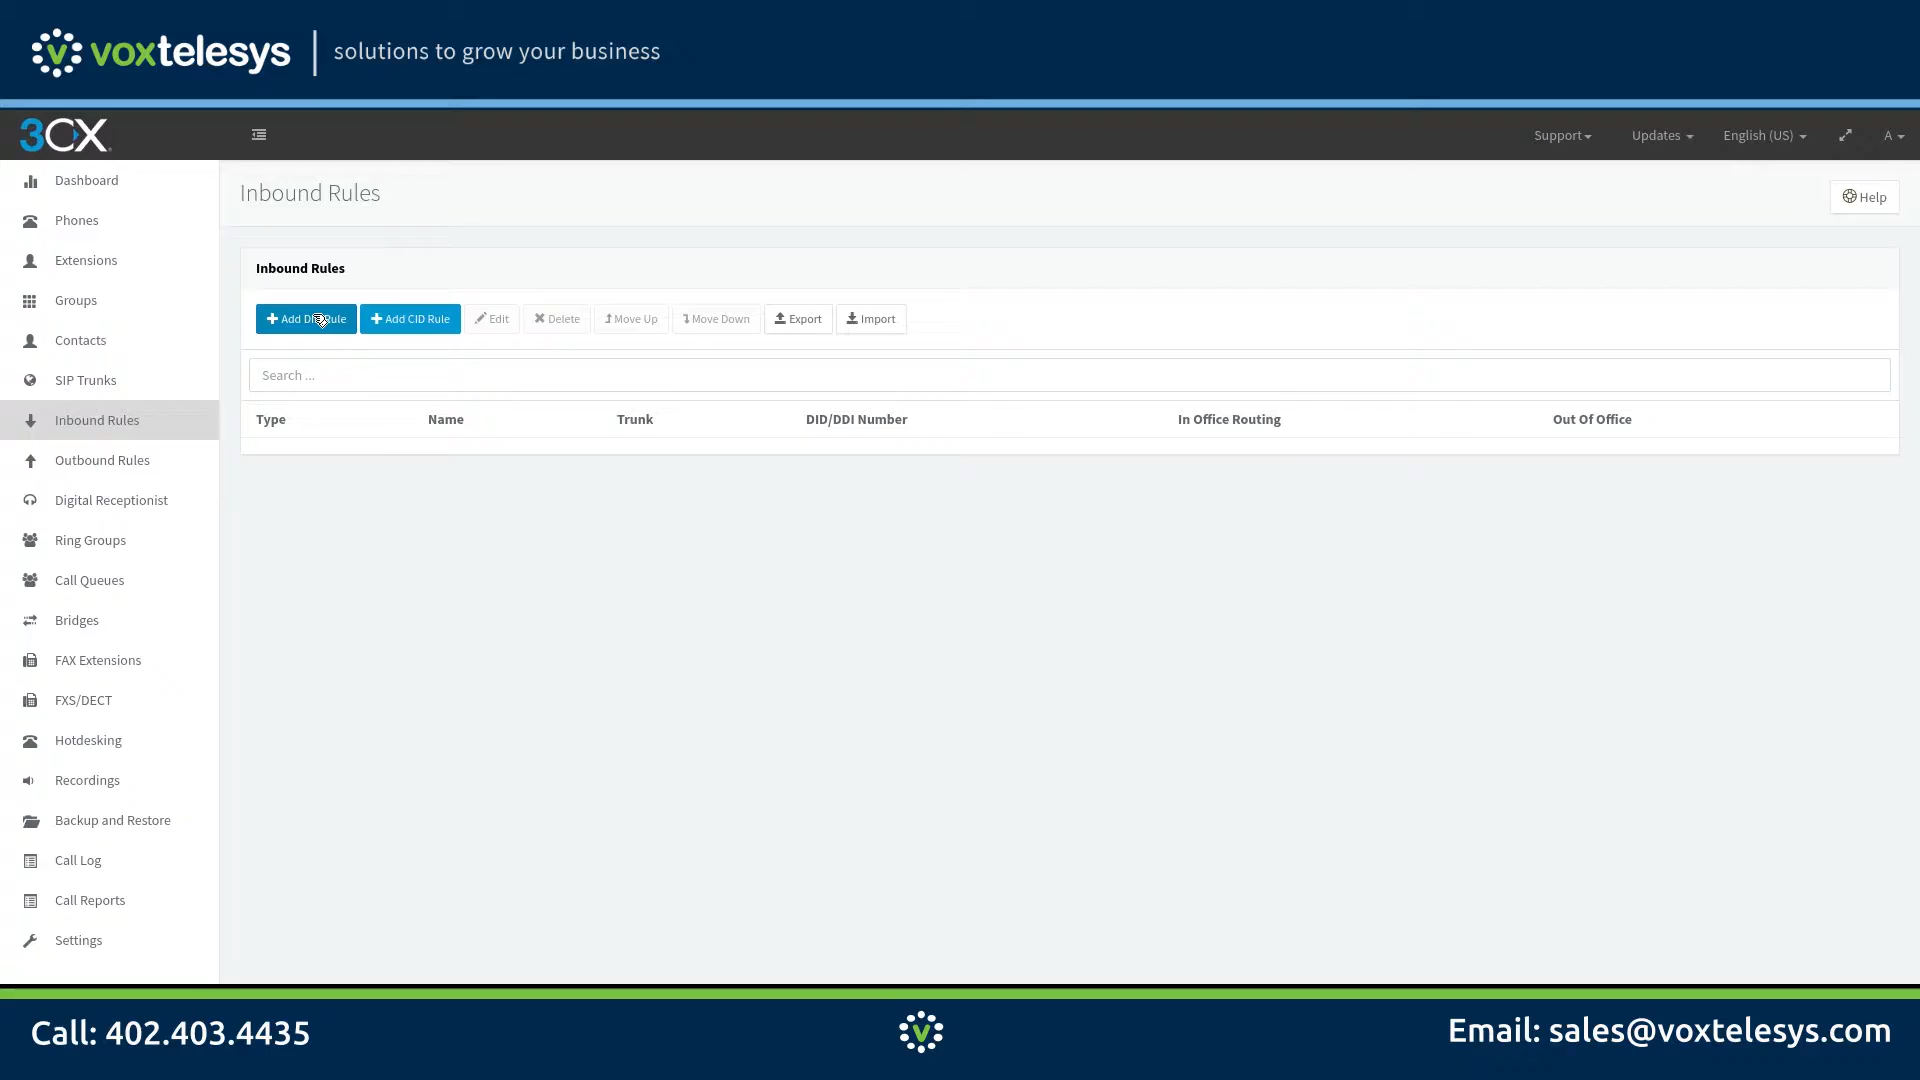 voxtelesys
solutions to grow your business
3CX
Support
Updates
English (US)
A
Dashboard
Phones
Extensions
Groups
Contacts
SIP Trunks
Inbound Rules
Outbound Rules
Digital Receptionist
Ring Groups
Call Queues
Bridges
FAX Extensions
FXS/DECT
Hotdesking
Recordings
Backup and Restore
Call Log
Call Reports
Settings
Inbound Rules
Help
Inbound Rules
Add Rule Add CID Rule Edit Delete Move Up Move Down Export Import
Search ...
Type Name Trunk DID/DDI Number In Office Routing Out Of Office
Call: 402.403.4435
v
Email: sales@voxtelesys.com